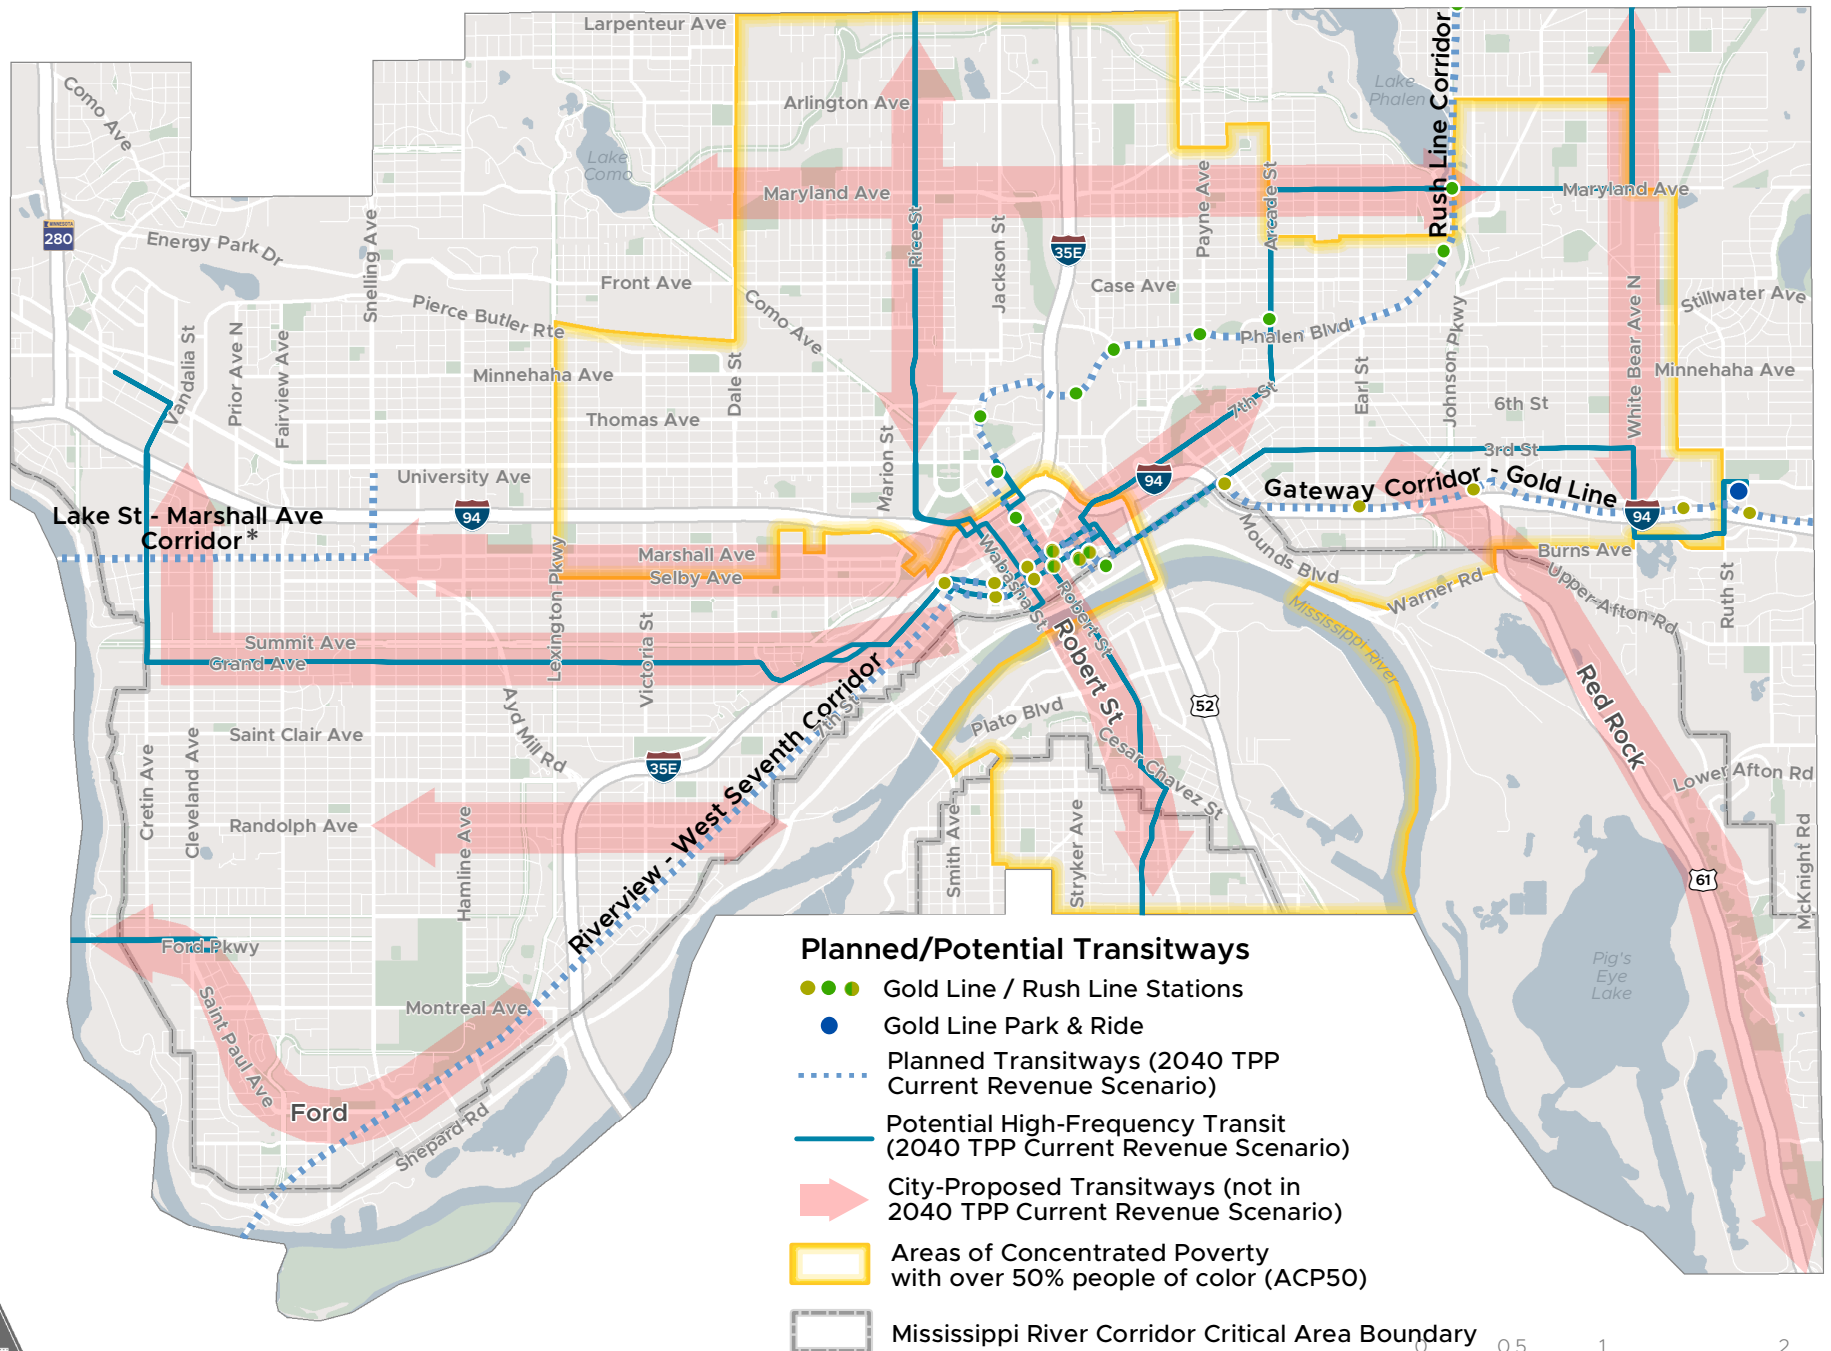 Larpenteur Ave
Como Ave
Arlington Ave
Lake
Phalen
Rush Line Corridor
Lake
Como
Maryland Ave
Maryland Ave
MINNESOTA
280
Energy Park Dr
Snelling Ave
Rice St
Jackson St
35E
Payne Ave
Arcade St
Front Ave
Case Ave
Como Ave
Pierce Butler Rte
Stillwater Ave
Phalen Blvd
Johnson Pkwy
White Bear Ave N
Vandalia St
Prior Ave N
Fairview Ave
Minnehaha Ave
Dale St
Earl St
Minnehaha Ave
Thomas Ave
7th St
6th St
Marion St
University Ave
3rd St
94
94
Gateway Corridor - Gold Line
94
Lake St - Marshall Ave
Corridor*
Marshall Ave
Selby Ave
Lexington Pkwy
Wabasha St
Robert St
Mounds Blvd
Burns Ave
Warner Rd
Upper Afton Rd
Ruth St
Mississippi River
Summit Ave
Grand Ave
Victoria St
Robert St
Riverview - West Seventh Corridor
7th St
Ayd Mill Rd
Saint Clair Ave
Plato Blvd
52
Red Rock
Cesar Chavez St
Lower Afton Rd
35E
Cretin Ave
Cleveland Ave
Randolph Ave
Hamline Ave
Smith Ave
Stryker Ave
61
McKnight Rd
Ford Pkwy
Pig's
Eye
Lake
Saint Paul Ave
Montreal Ave
Ford
Shepard Rd
Planned/Potential Transitways
Gold Line / Rush Line Stations
Gold Line Park & Ride
Planned Transitways (2040 TPP
Current Revenue Scenario)
Potential High-Frequency Transit
(2040 TPP Current Revenue Scenario)
City-Proposed Transitways (not in
2040 TPP Current Revenue Scenario)
Areas of Concentrated Poverty
with over 50% people of color (ACP50)
Mississippi River Corridor Critical Area Boundary
0 0.5 1 2